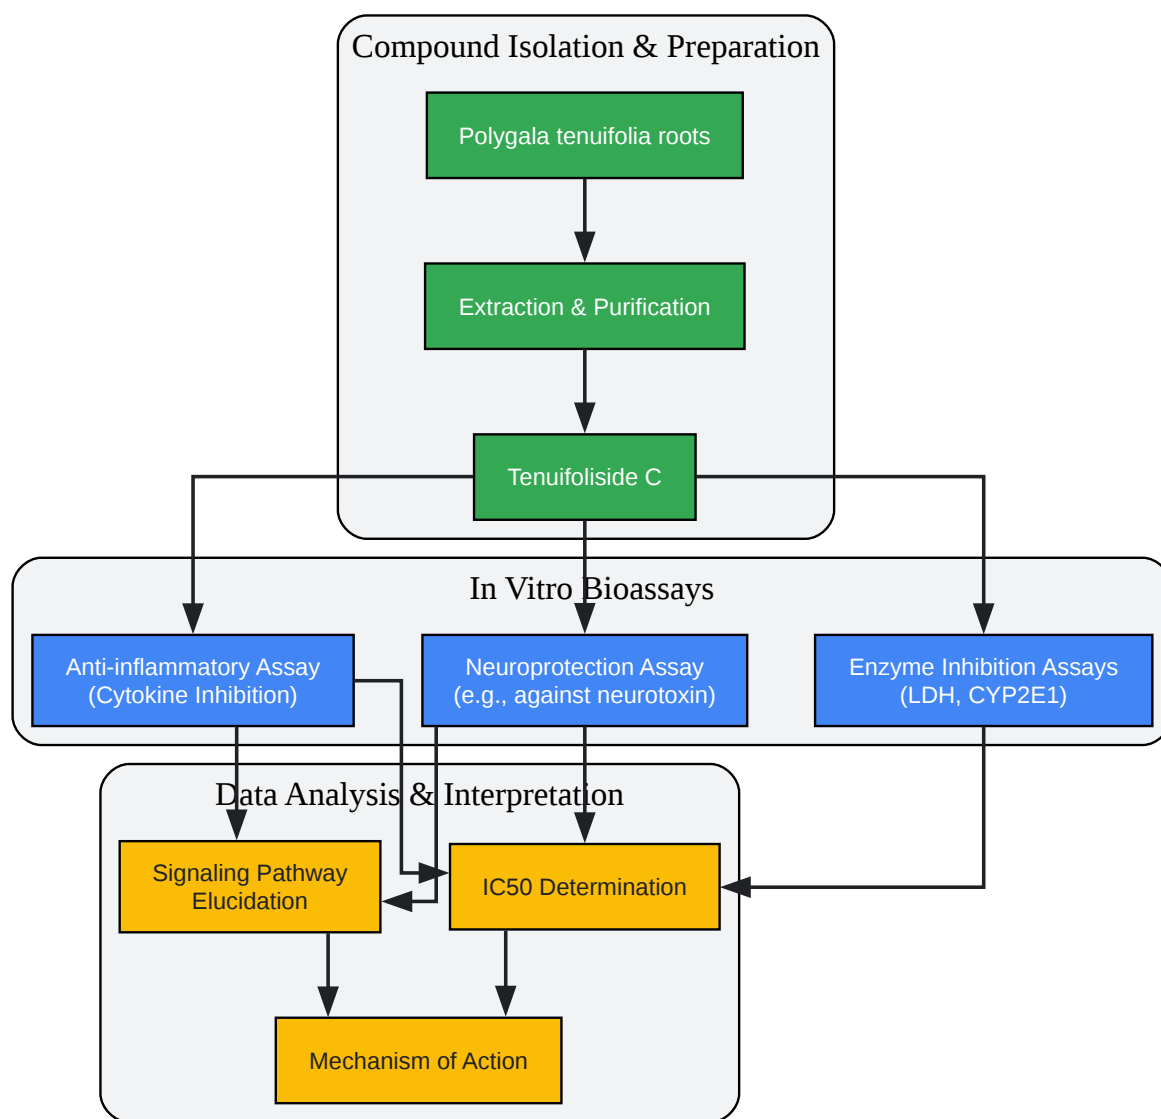 Compound Isolation & Preparation
Polygala tenuifolia roots
Extraction & Purification
Tenuifoliside C
In Vitro Bioassays
Anti-inflammatory Assay
(Cytokine Inhibition)
Neuroprotection Assay
(e.g., against neurotoxin)
Enzyme Inhibition Assays
(LDH, CYP2E1)
Data Analysis & Interpretation
Signaling Pathway
Elucidation
IC50 Determination
Mechanism of Action